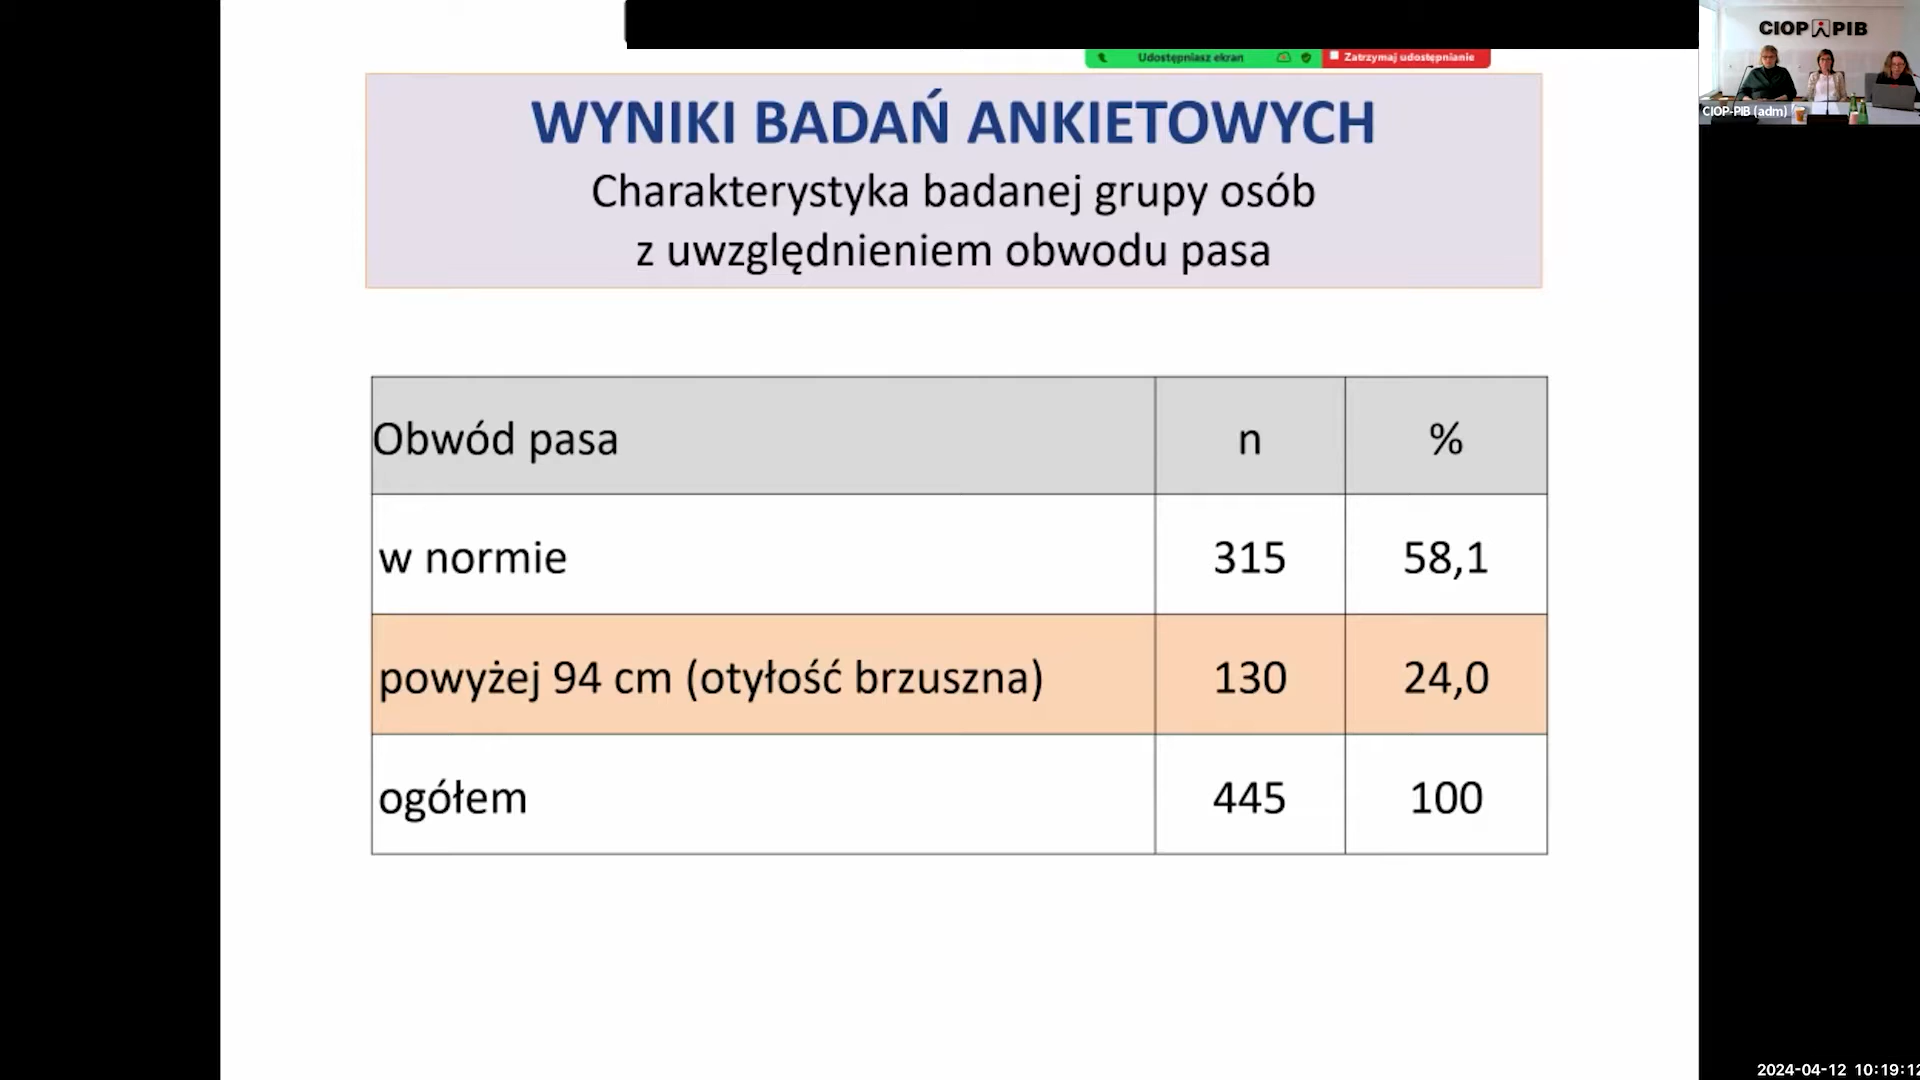 CIOP PIB
Udostępniasz ekran
Zatrzymaj udostępnianie
CIOP-PIB (adm)
WYNIKI BADAŃ ANKIETOWYCH
Charakterystyka badanej grupy osób
z uwzględnieniem obwodu pasa
Obwód pasa n %
w normie 315 58,1
powyżej 94 cm (otyłość brzuszna) 130 24,0
ogółem 445 100
2024-04-12 10:19:12